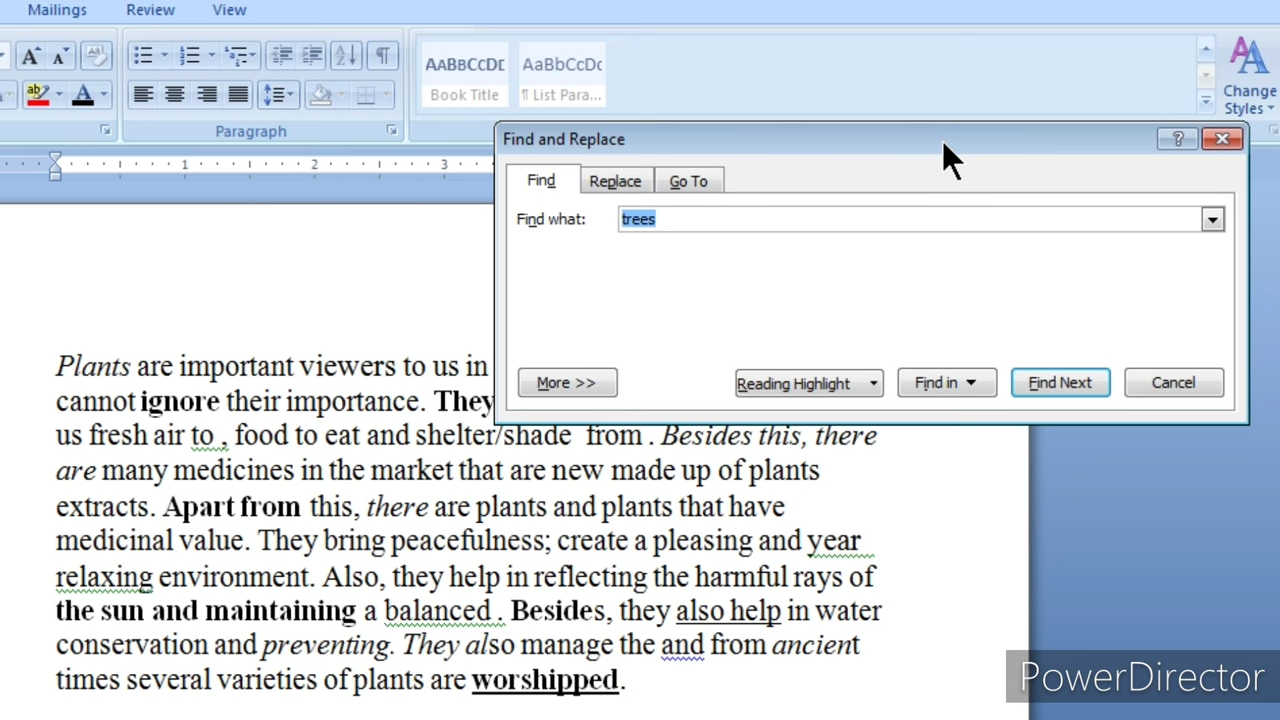 Mailings Review View
AaBbCcDc AaBbCcDc
Book Title ¶ List Para... Change Styles
Paragraph
Find and Replace
1 2 3
Find Replace Go To
Find what: trees
More >> Reading Highlight Find in Find Next Cancel
Plants are important viewers to us in
cannot ignore their importance. They
us fresh air to , food to eat and shelter/shade from . Besides this, there
are many medicines in the market that are new made up of plants
extracts. Apart from this, there are plants and plants that have
medicinal value. They bring peacefulness; create a pleasing and year
relaxing environment. Also, they help in reflecting the harmful rays of
the sun and maintaining a balanced . Besides, they also help in water
conservation and preventing. They also manage the and from ancient
times several varieties of plants are worshipped.
PowerDirector